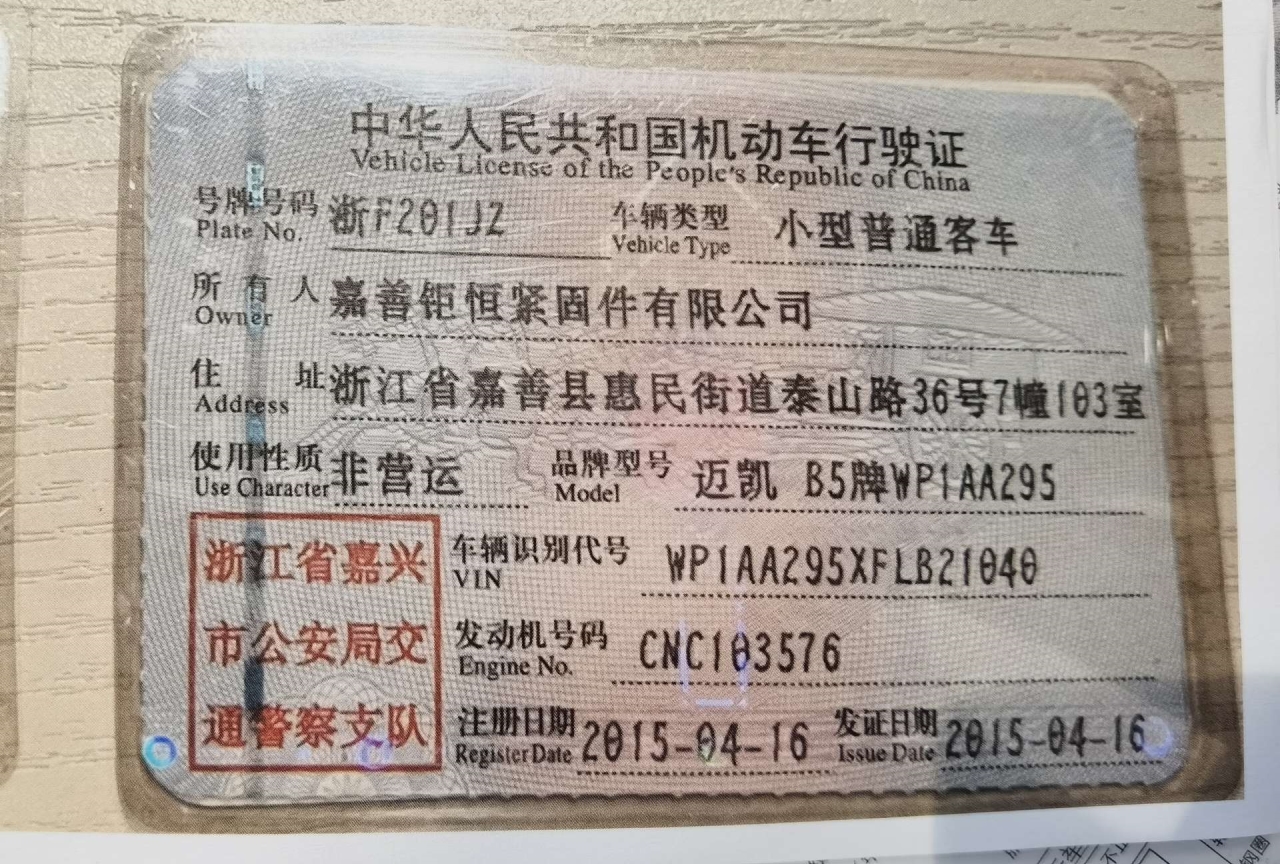 中华人民共和国机动车行驶证
Vehicle License of the People's Republic of China
号牌号码 浙F201JZ 车辆类型 小型普通客车
Plate No. Vehicle Type
所有人 嘉善钜恒紧固件有限公司
Owner
住址 浙江省嘉善县惠民街道泰山路36号7幢103室
Address
使用性质 非营运 品牌型号 迈凯 B5牌WP1AA295
Use Character Model
浙江省嘉兴
市公安局交
通警察支队
车辆识别代号 WP1AA295XFLB21040
VIN
发动机号码 CNC103576
Engine No.
注册日期 2015-04-16 发证日期 2015-04-16
Register Date Issue Date